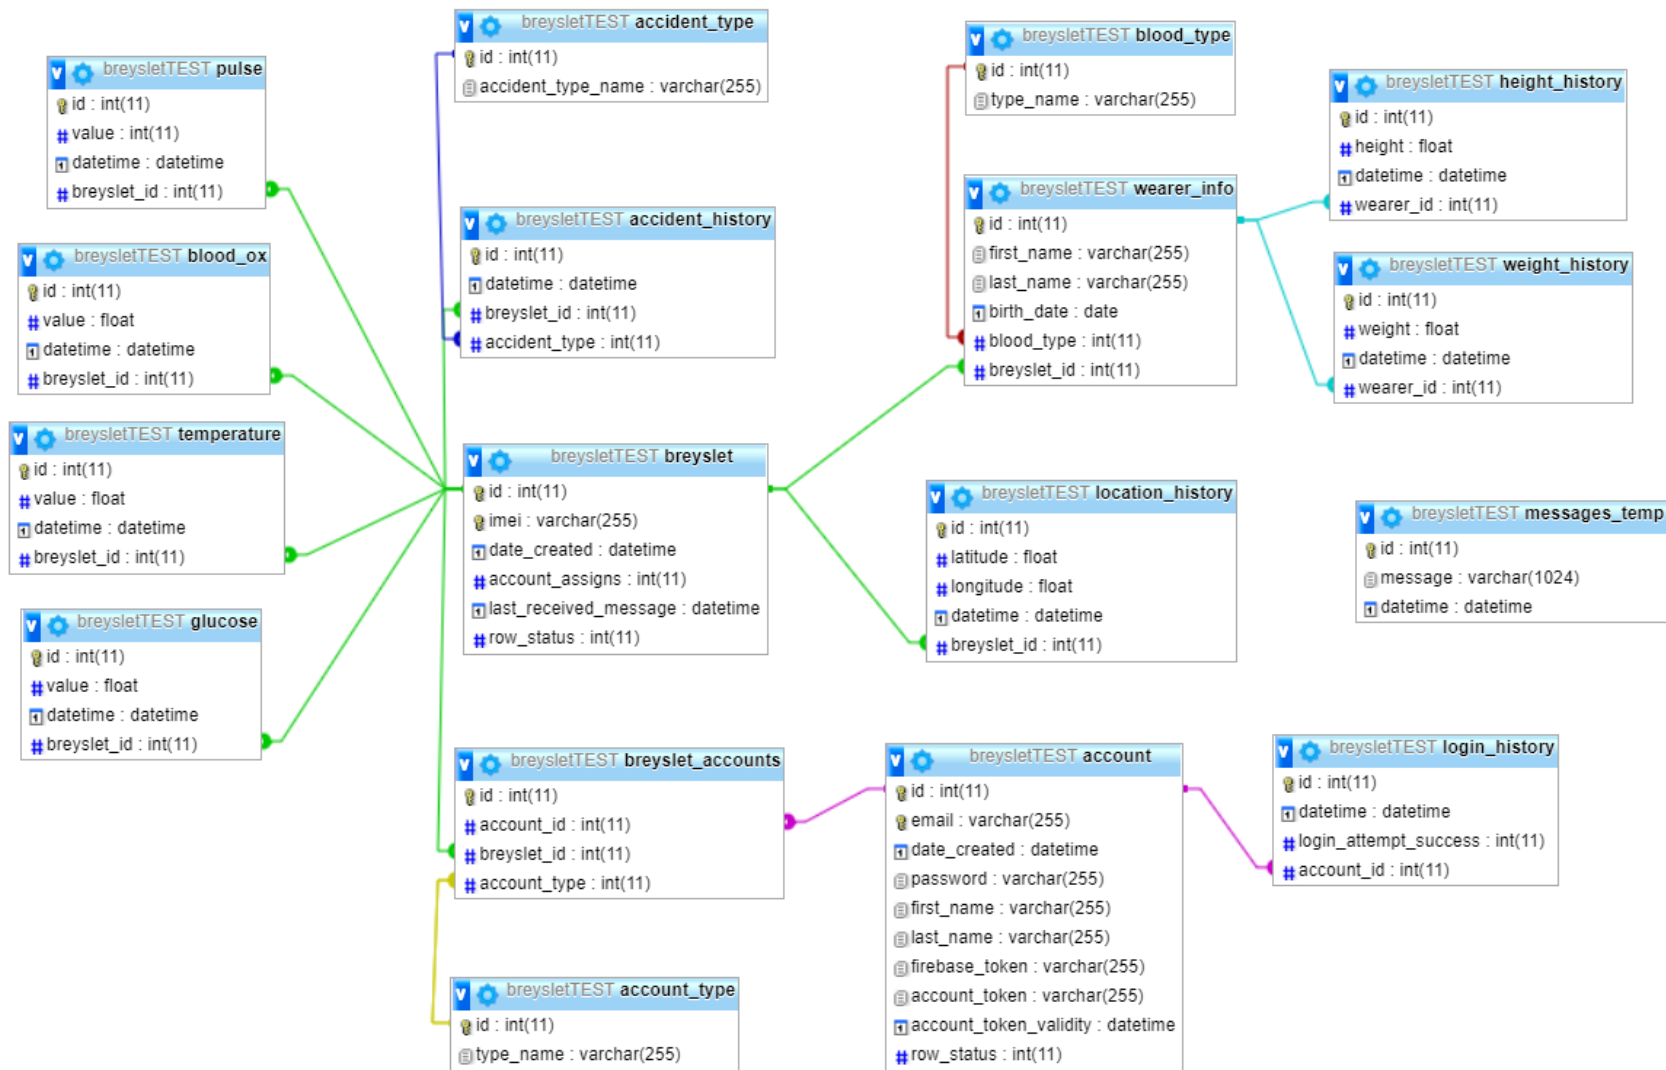 breysletTEST accident_type
id : int(11)
accident_type_name : varchar(255)
breysletTEST blood_type
id : int(11)
type_name : varchar(255)
breysletTEST pulse
id : int(11)
value : int(11)
datetime : datetime
breyslet_id : int(11)
breysletTEST height_history
id : int(11)
height : float
datetime : datetime
wearer_id : int(11)
breysletTEST accident_history
id : int(11)
datetime : datetime
breyslet_id : int(11)
accident_type : int(11)
breysletTEST wearer_info
id : int(11)
first_name : varchar(255)
last_name : varchar(255)
birth_date : date
blood_type : int(11)
breyslet_id : int(11)
breysletTEST blood_ox
id : int(11)
value : float
datetime : datetime
breyslet_id : int(11)
breysletTEST weight_history
id : int(11)
weight : float
datetime : datetime
wearer_id : int(11)
breysletTEST temperature
id : int(11)
value : float
datetime : datetime
breyslet_id : int(11)
breysletTEST breyslet
id : int(11)
imei : varchar(255)
date_created : datetime
account_assigns : int(11)
last_received_message : datetime
row_status : int(11)
breysletTEST location_history
id : int(11)
latitude : float
longitude : float
datetime : datetime
breyslet_id : int(11)
breysletTEST messages_temp
id : int(11)
message : varchar(1024)
datetime : datetime
breysletTEST glucose
id : int(11)
value : float
datetime : datetime
breyslet_id : int(11)
breysletTEST breyslet_accounts
id : int(11)
account_id : int(11)
breyslet_id : int(11)
account_type : int(11)
breysletTEST account
id : int(11)
email : varchar(255)
date_created : datetime
password : varchar(255)
first_name : varchar(255)
last_name : varchar(255)
firebase_token : varchar(255)
account_token : varchar(255)
account_token_validity : datetime
row_status : int(11)
breysletTEST login_history
id : int(11)
datetime : datetime
login_attempt_success : int(11)
account_id : int(11)
breysletTEST account_type
id : int(11)
type_name : varchar(255)